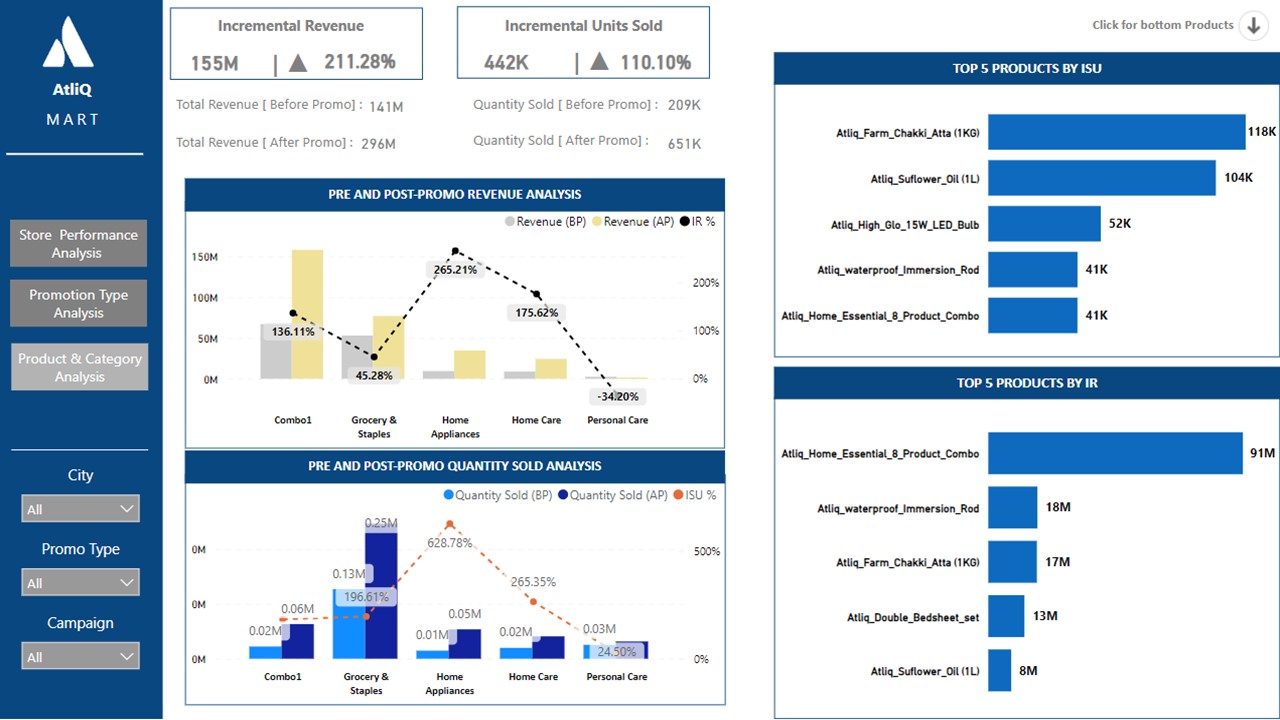 AtliQ
MART
Store Performance
Analysis
Promotion Type
Analysis
Product & Category
Analysis
City
All
Promo Type
All
Campaign
All
Incremental Revenue
155M | ▲ 211.28%
Total Revenue [ Before Promo] : 141M
Total Revenue [ After Promo] : 296M
Incremental Units Sold
442K | ▲ 110.10%
Quantity Sold [ Before Promo] : 209K
Quantity Sold [ After Promo] : 651K
Click for bottom Products
PRE AND POST-PROMO REVENUE ANALYSIS
Revenue (BP) Revenue (AP) IR %
150M
100M
50M
0M
200%
100%
0%
136.11%
45.28%
265.21%
175.62%
-34.20%
Combo1
Grocery &
Staples
Home
Appliances
Home Care
Personal Care
PRE AND POST-PROMO QUANTITY SOLD ANALYSIS
Quantity Sold (BP) Quantity Sold (AP) ISU %
0M
0M
0M
500%
0%
0.02M
0.06M
0.13M
0.25M
196.61%
0.01M
628.78%
0.05M
0.02M
265.35%
0.03M
24.50%
Combo1
Grocery &
Staples
Home
Appliances
Home Care
Personal Care
TOP 5 PRODUCTS BY ISU
Atliq_Farm_Chakki_Atta (1KG) 118K
Atliq_Suflower_Oil (1L) 104K
Atliq_High_Glo_15W_LED_Bulb 52K
Atliq_waterproof_Immersion_Rod 41K
Atliq_Home_Essential_8_Product_Combo 41K
TOP 5 PRODUCTS BY IR
Atliq_Home_Essential_8_Product_Combo 91M
Atliq_waterproof_Immersion_Rod 18M
Atliq_Farm_Chakki_Atta (1KG) 17M
Atliq_Double_Bedsheet_set 13M
Atliq_Suflower_Oil (1L) 8M